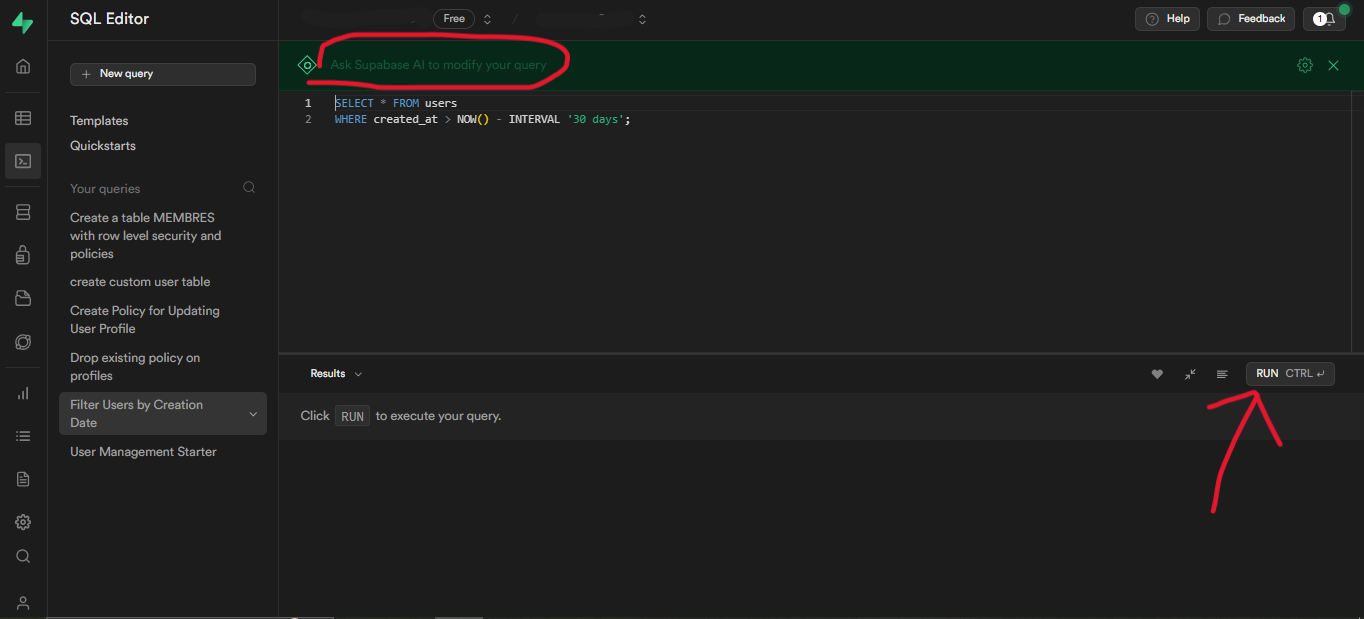 SQL Editor
Free
/
Help
Feedback
1
New query
Ask Supabase AI to modify your query
Templates
Quickstarts
Your queries
Create a table MEMBRES
with row level security and
policies
create custom user table
Create Policy for Updating
User Profile
Drop existing policy on
profiles
Filter Users by Creation
Date
User Management Starter
1 SELECT * FROM users
2 WHERE created_at > NOW() - INTERVAL '30 days';
Results
RUN CTRL ↵
Click RUN to execute your query.